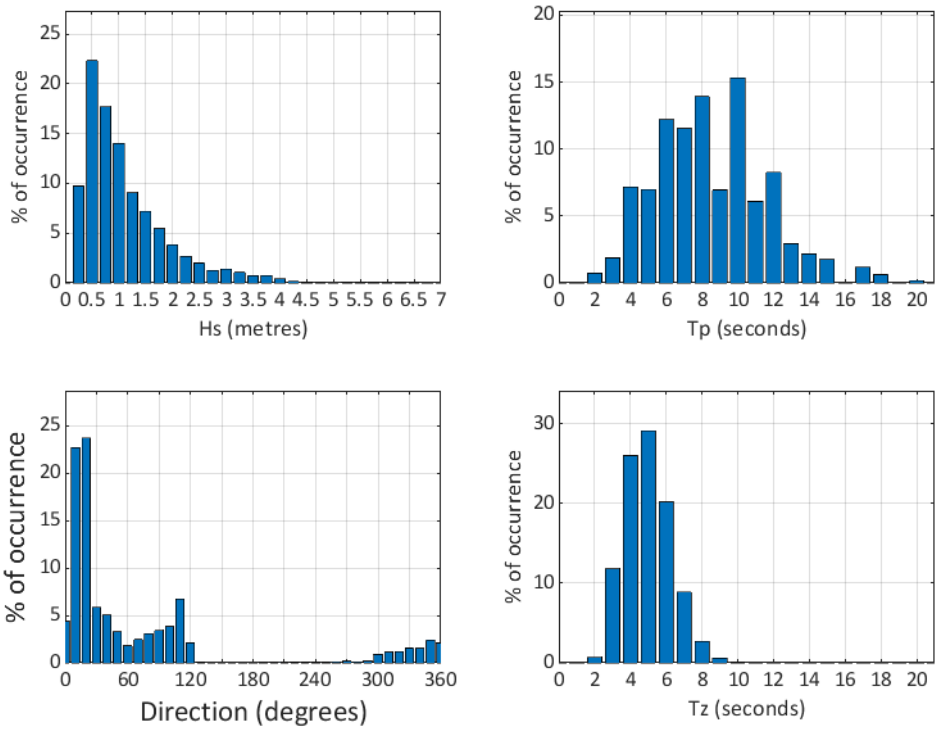 % of occurrence
25
20
15
10
5
0
0 0.5 1 1.5 2 2.5 3 3.5 4 4.5 5 5.5 6 6.5 7
Hs (metres)
% of occurrence
20
15
10
5
0
0 2 4 6 8 10 12 14 16 18 20
Tp (seconds)
% of occurrence
25
20
15
10
5
0
0 60 120 180 240 300 360
Direction (degrees)
% of occurrence
30
20
10
0
0 2 4 6 8 10 12 14 16 18 20
Tz (seconds)